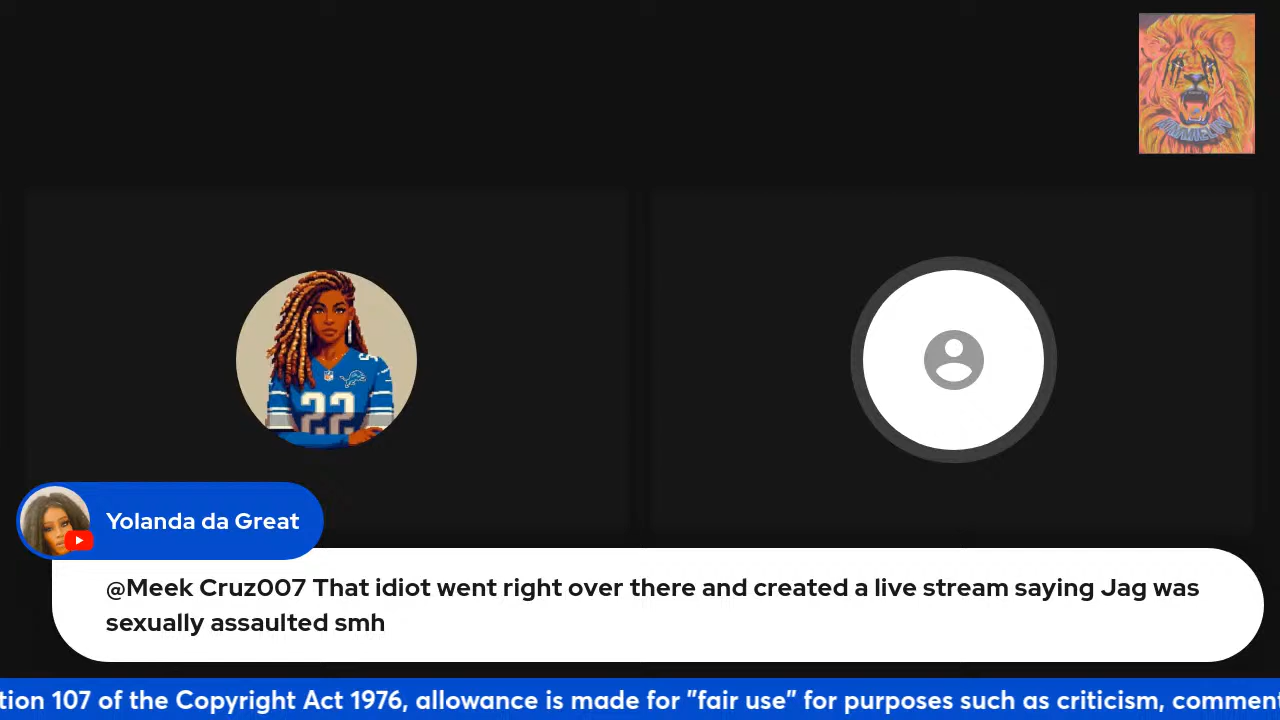 22
Yolanda da Great
@Meek Cruz007 That idiot went right over there and created a live stream saying Jag was
sexually assaulted smh
tion 107 of the Copyright Act 1976, allowance is made for "fair use" for purposes such as criticism, commen